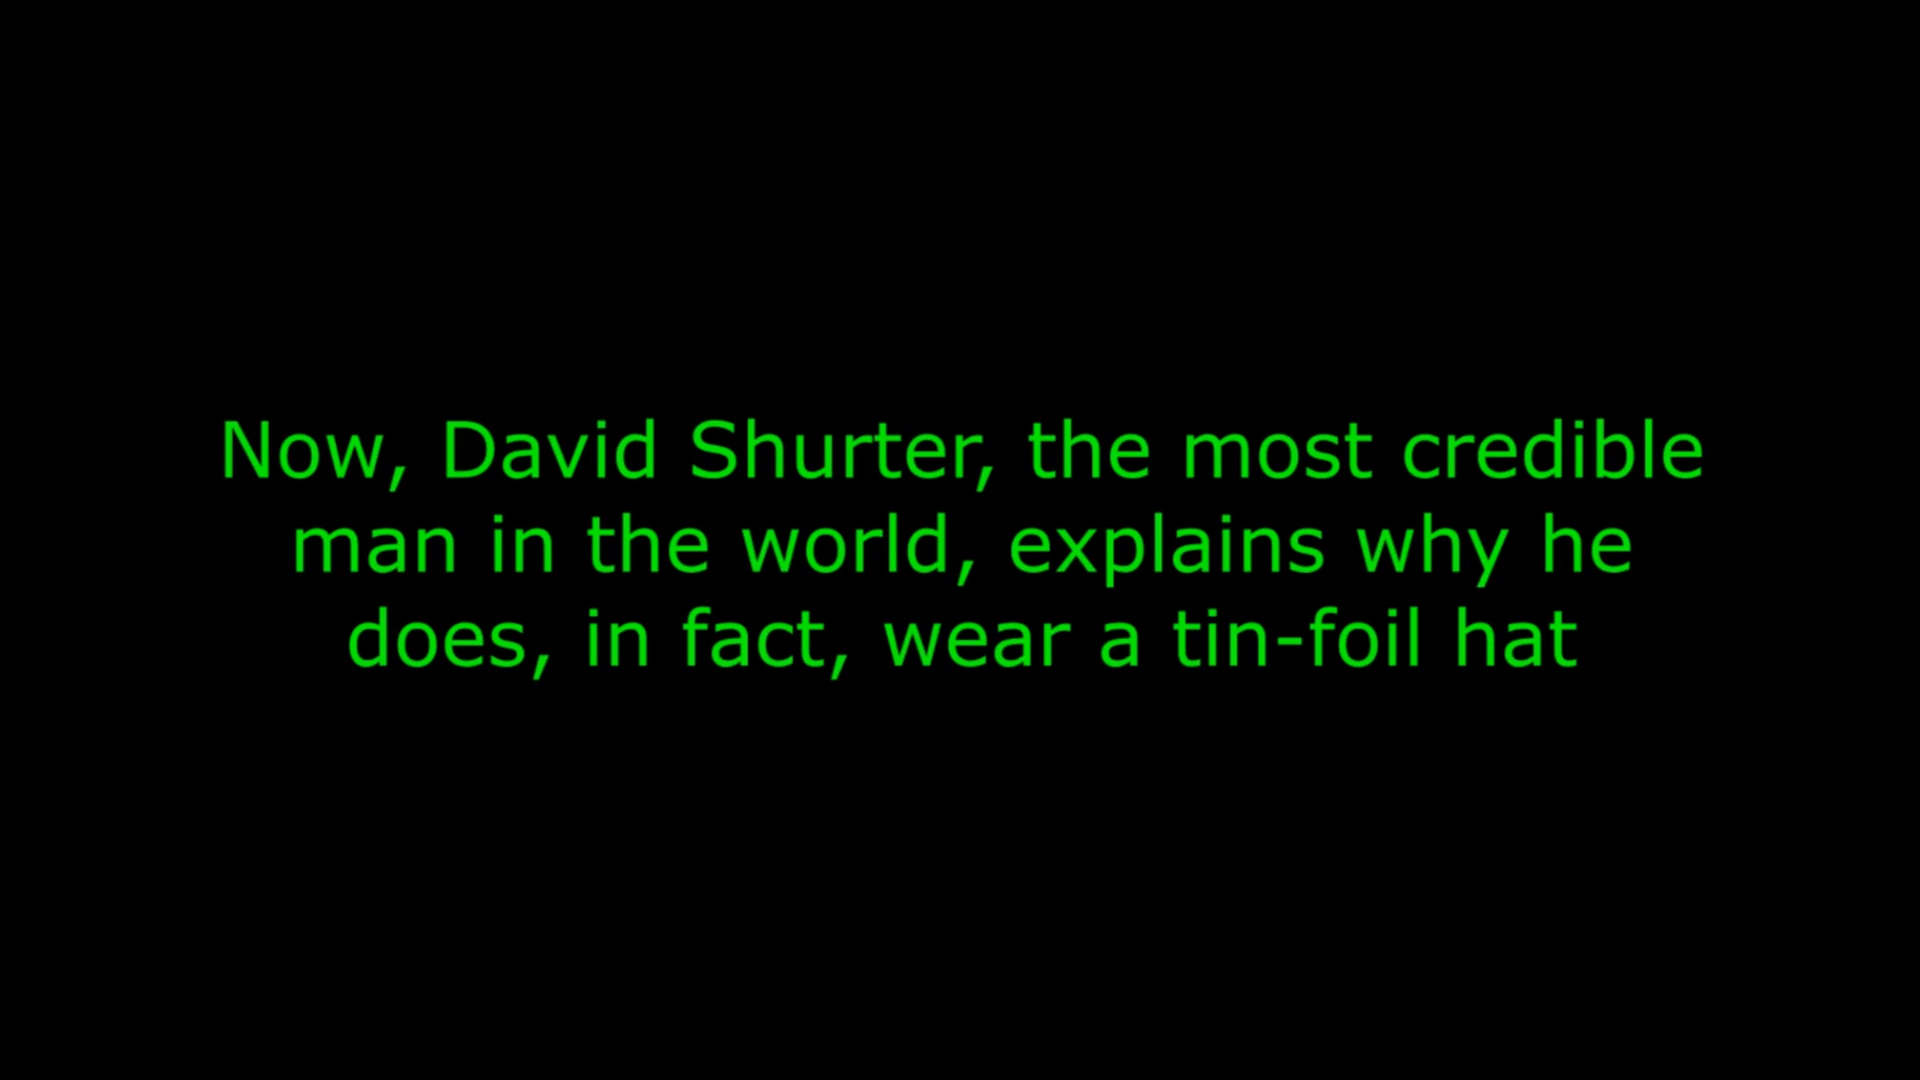 Now, David Shurter, the most credible
man in the world, explains why he
does, in fact, wear a tin-foil hat